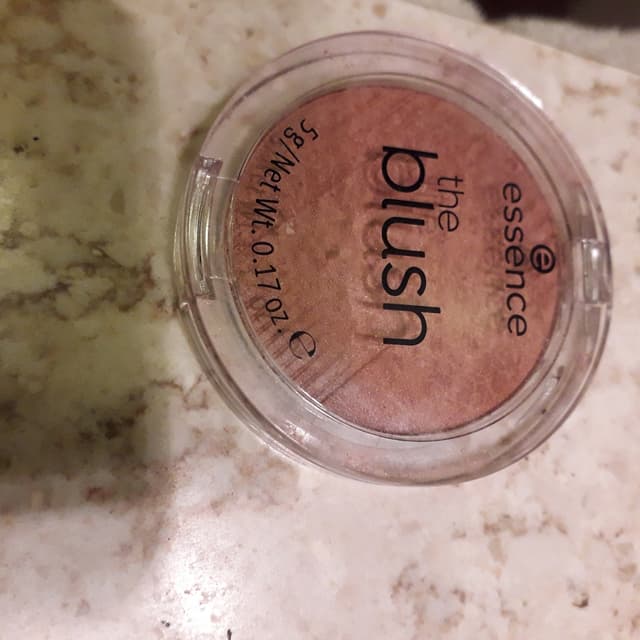 essence
the
blush
5g/Net Wt. 0.17 oz ℮